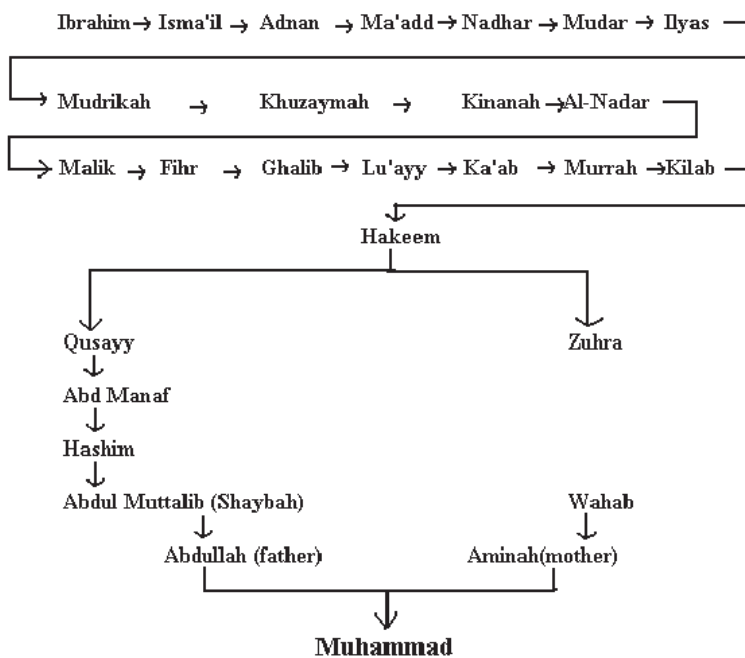 Ibrahim Isma'il Adnan Ma'add Nadhar Mudar Ilyas
Mudrikah Khuzaymah Kinanah Al-Nadar
Malik Fihr Ghalib Lu'ayy Ka'ab Murrah Kilab
Hakeem
Qusayy Zuhra
Abd Manaf
Hashim
Abdul Muttalib (Shaybah) Wahab
Abdullah (father) Aminah(mother)
Muhammad